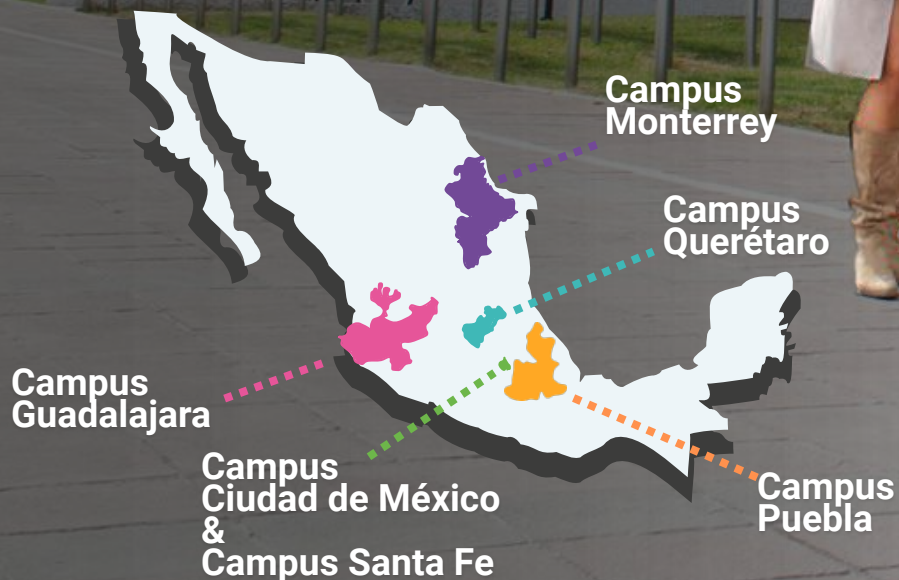 Campus
Monterrey
Campus
Querétaro
Campus
Guadalajara
Campus
Ciudad de México
&
Campus Santa Fe
Campus
Puebla